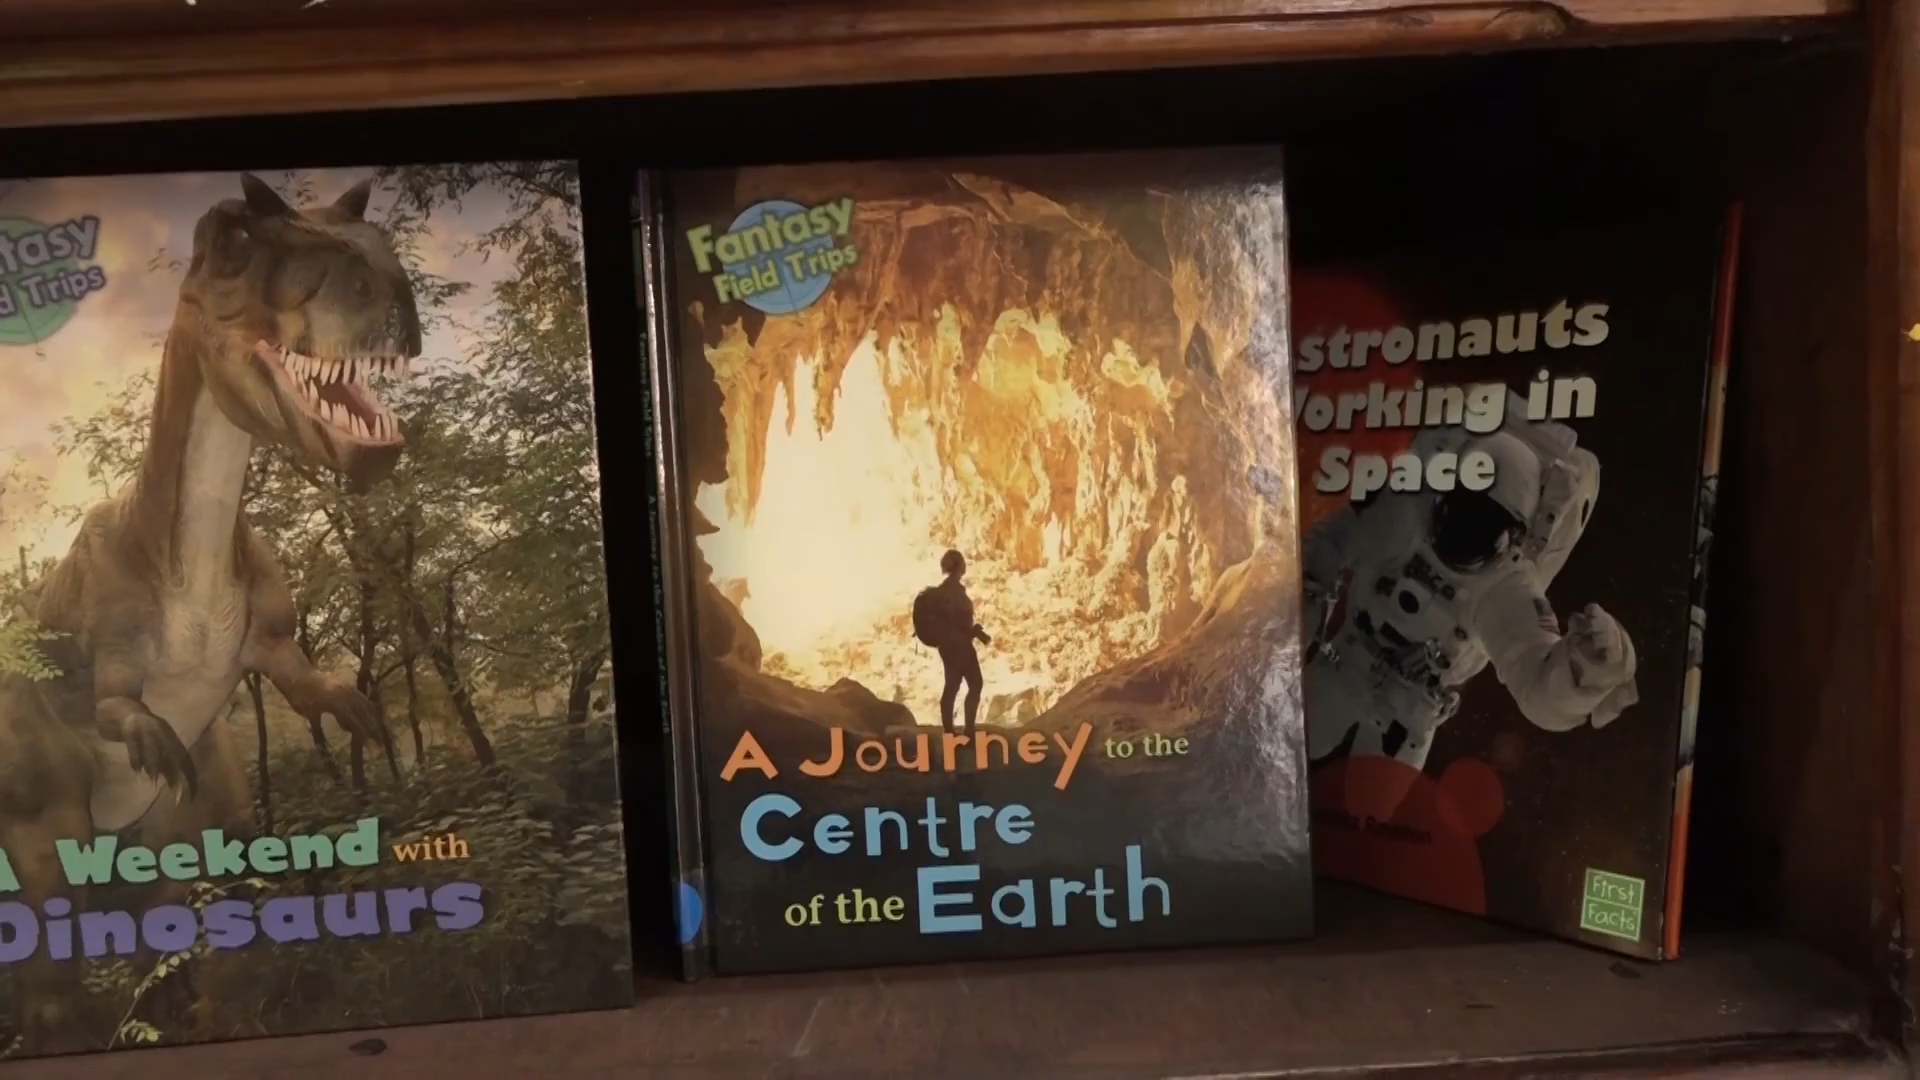 tasy
d Trips
A Weekend with
Dinosaurs
Fantasy
Field Trips
A Journey to the
Centre
of the Earth
stronauts
orking in
Space
First
Facts